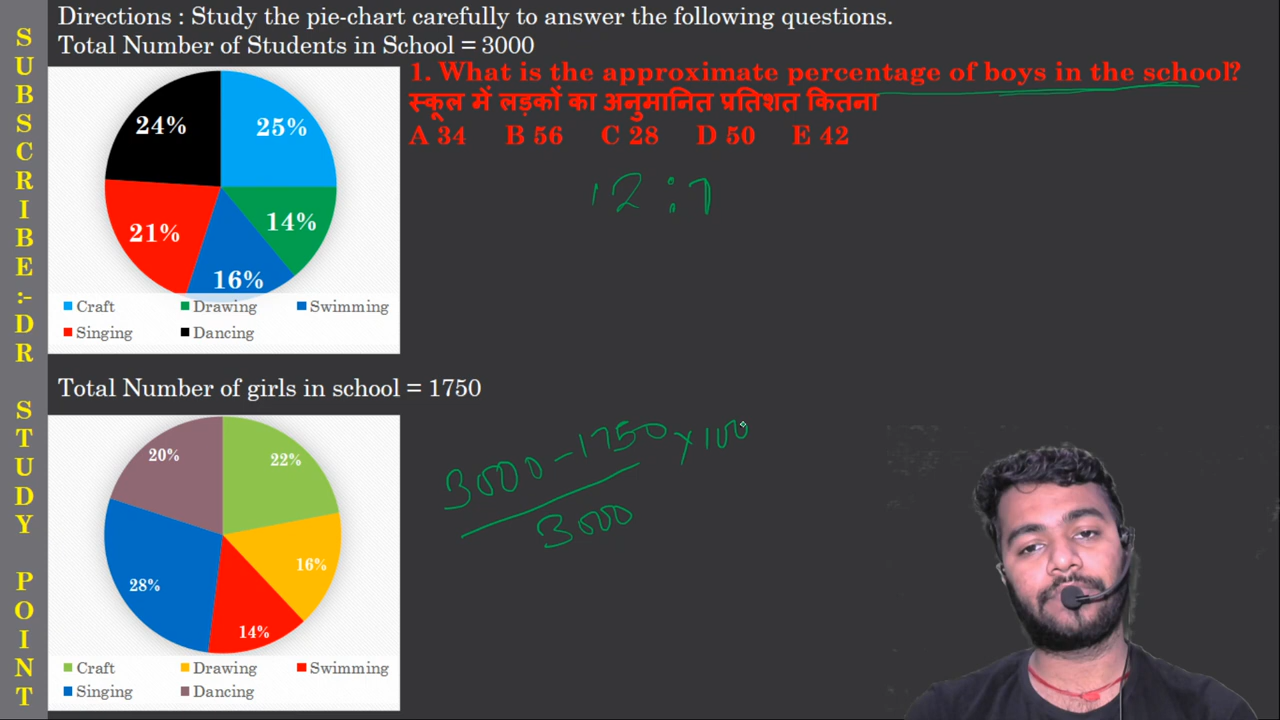 SUBSCRIBE:-DR STUDY POINT
Directions : Study the pie-chart carefully to answer the following questions.
Total Number of Students in School = 3000
1. What is the approximate percentage of boys in the school?
स्कूल में लड़कों का अनुमानित प्रतिशत कितना
A 34 B 56 C 28 D 50 E 42
12:7
24%
25%
14%
21%
16%
Craft Drawing Swimming
Singing Dancing
Total Number of girls in school = 1750
20%
22%
16%
28%
14%
Craft Drawing Swimming
Singing Dancing
3000-1750 x 100
3000